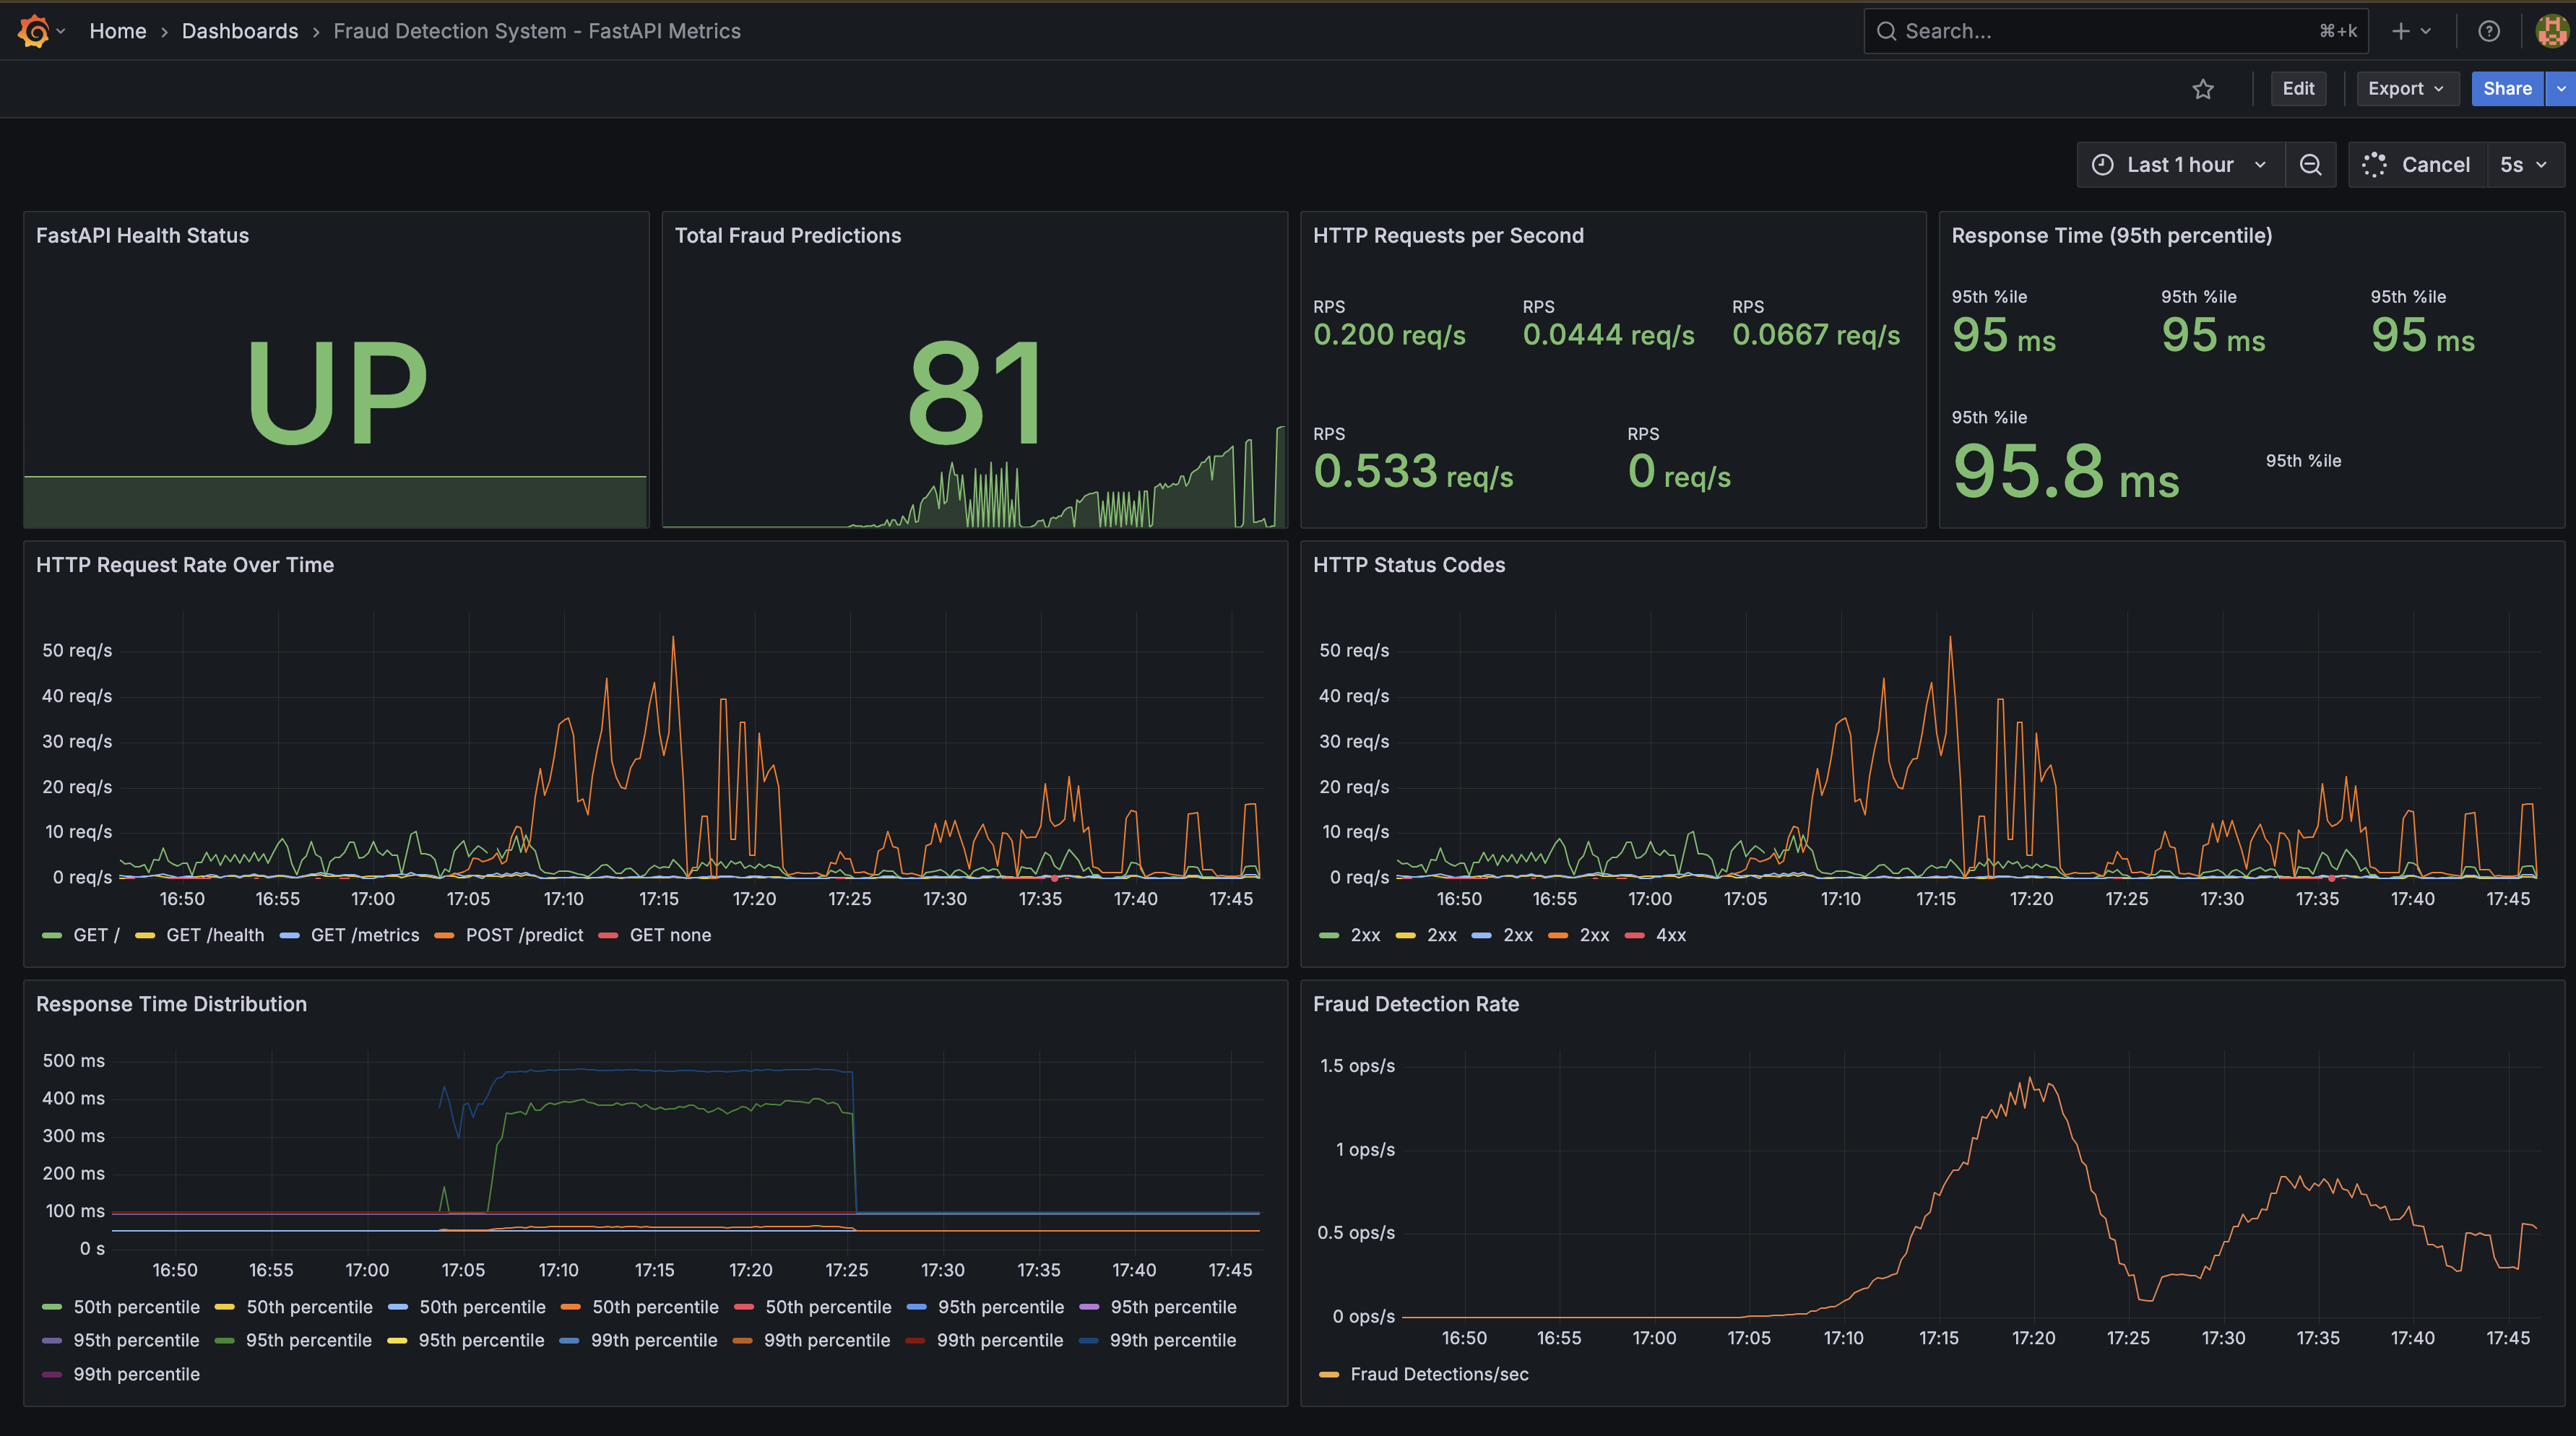 Home › Dashboards › Fraud Detection System - FastAPI Metrics
Search... ⌘+k
Edit Export Share
Last 1 hour Cancel 5s
FastAPI Health Status
UP
Total Fraud Predictions
81
HTTP Requests per Second
RPS RPS RPS
0.200 req/s 0.0444 req/s 0.0667 req/s
RPS RPS
0.533 req/s 0 req/s
Response Time (95th percentile)
95th %ile 95th %ile 95th %ile
95 ms 95 ms 95 ms
95th %ile
95.8 ms
95th %ile
HTTP Request Rate Over Time
50 req/s
40 req/s
30 req/s
20 req/s
10 req/s
0 req/s
16:50 16:55 17:00 17:05 17:10 17:15 17:20 17:25 17:30 17:35 17:40 17:45
GET / GET /health GET /metrics POST /predict GET none
HTTP Status Codes
50 req/s
40 req/s
30 req/s
20 req/s
10 req/s
0 req/s
16:50 16:55 17:00 17:05 17:10 17:15 17:20 17:25 17:30 17:35 17:40 17:45
2xx 2xx 2xx 2xx 4xx
Response Time Distribution
500 ms
400 ms
300 ms
200 ms
100 ms
0 s
16:50 16:55 17:00 17:05 17:10 17:15 17:20 17:25 17:30 17:35 17:40 17:45
50th percentile 50th percentile 50th percentile 50th percentile 50th percentile 95th percentile 95th percentile
95th percentile 95th percentile 95th percentile 99th percentile 99th percentile 99th percentile 99th percentile
99th percentile
Fraud Detection Rate
1.5 ops/s
1 ops/s
0.5 ops/s
0 ops/s
16:50 16:55 17:00 17:05 17:10 17:15 17:20 17:25 17:30 17:35 17:40 17:45
Fraud Detections/sec